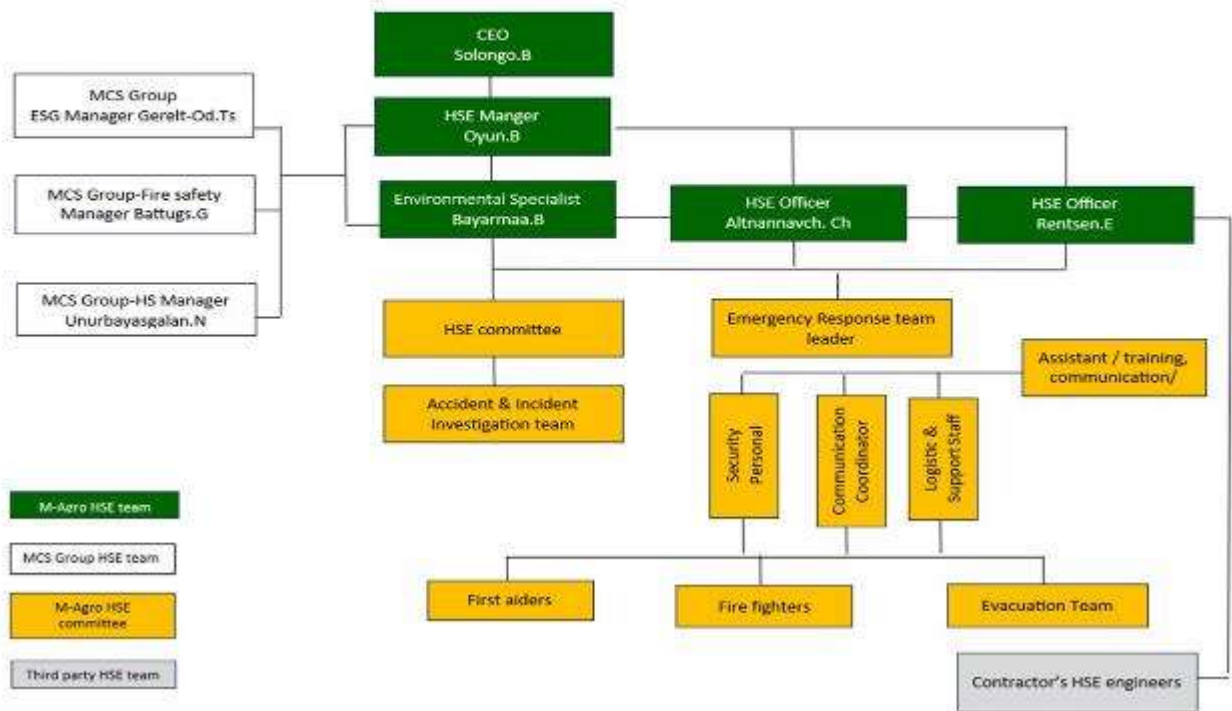 CEO
Solongo.B
MCS Group
ESG Manager Gerelt-Od.Ts
HSE Manger
Oyun.B
MCS Group-Fire safety
Manager Battugs.G
Environmental Specialist
Bayarmaa.B
HSE Officer
Altnannavch. Ch
HSE Officer
Rentsen.E
MCS Group-HS Manager
Unurbayasgalan.N
HSE committee
Emergency Response team
leader
Assistant / training,
communication/
Accident & Incident
Investigation team
Security
Personal
Communication
Coordinator
Logistic &
Support Staff
M-Agro HSE team
MCS Group HSE team
M-Agro HSE
committee
Third party HSE team
First aiders
Fire fighters
Evacuation Team
Contractor's HSE engineers